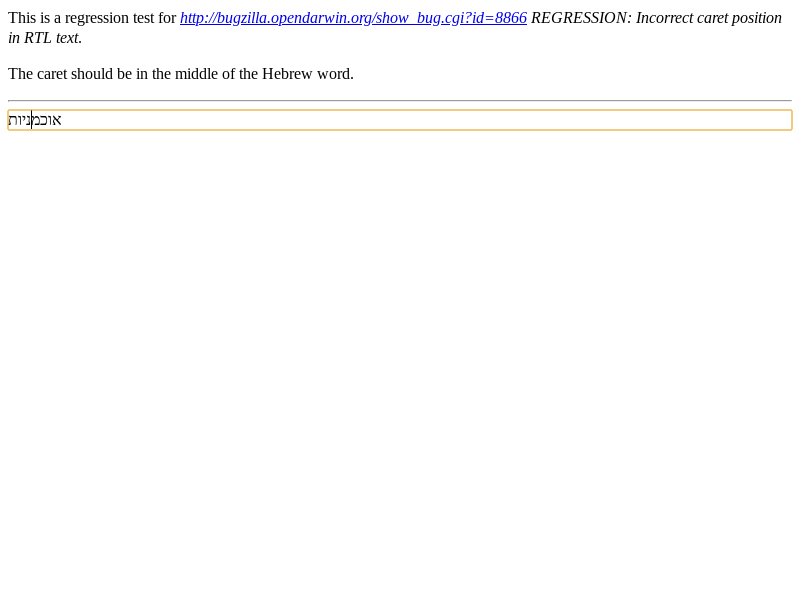 This is a regression test for http://bugzilla.opendarwin.org/show_bug.cgi?id=8866 REGRESSION: Incorrect caret position
in RTL text.
The caret should be in the middle of the Hebrew word.
אוכמניות